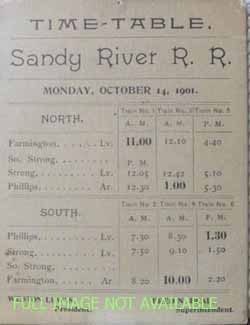 TIME-TABLE.
Sandy River R. R.
MONDAY, OCTOBER 14, 1901.
NORTH. Train No. 1 Train No. 3 Train No. 5
A. M. A. M. P. M.
Farmington, Lv. 11.00 12.10 4.40
So. Strong, P. M.
Strong, Lv. 12.05 12.42 5.10
Phillips, Ar. 12.30 1.00 5.30
SOUTH. Train No. 2 Train No. 4 Train No. 6
A. M. A. M. P. M.
Phillips, Lv. 7.30 8.30 1.30
Strong, Lv. 7.50 9.10 1.50
So. Strong,
Farmington, Ar. 8.20 10.00 2.20
FULL IMAGE NOT AVAILABLE
President. Superintendent.